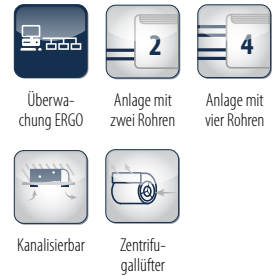 2
4
Überwa-
chung ERGO
Anlage mit
zwei Rohren
Anlage mit
vier Rohren
Kanalisierbar
Zentrifu-
gallüfter